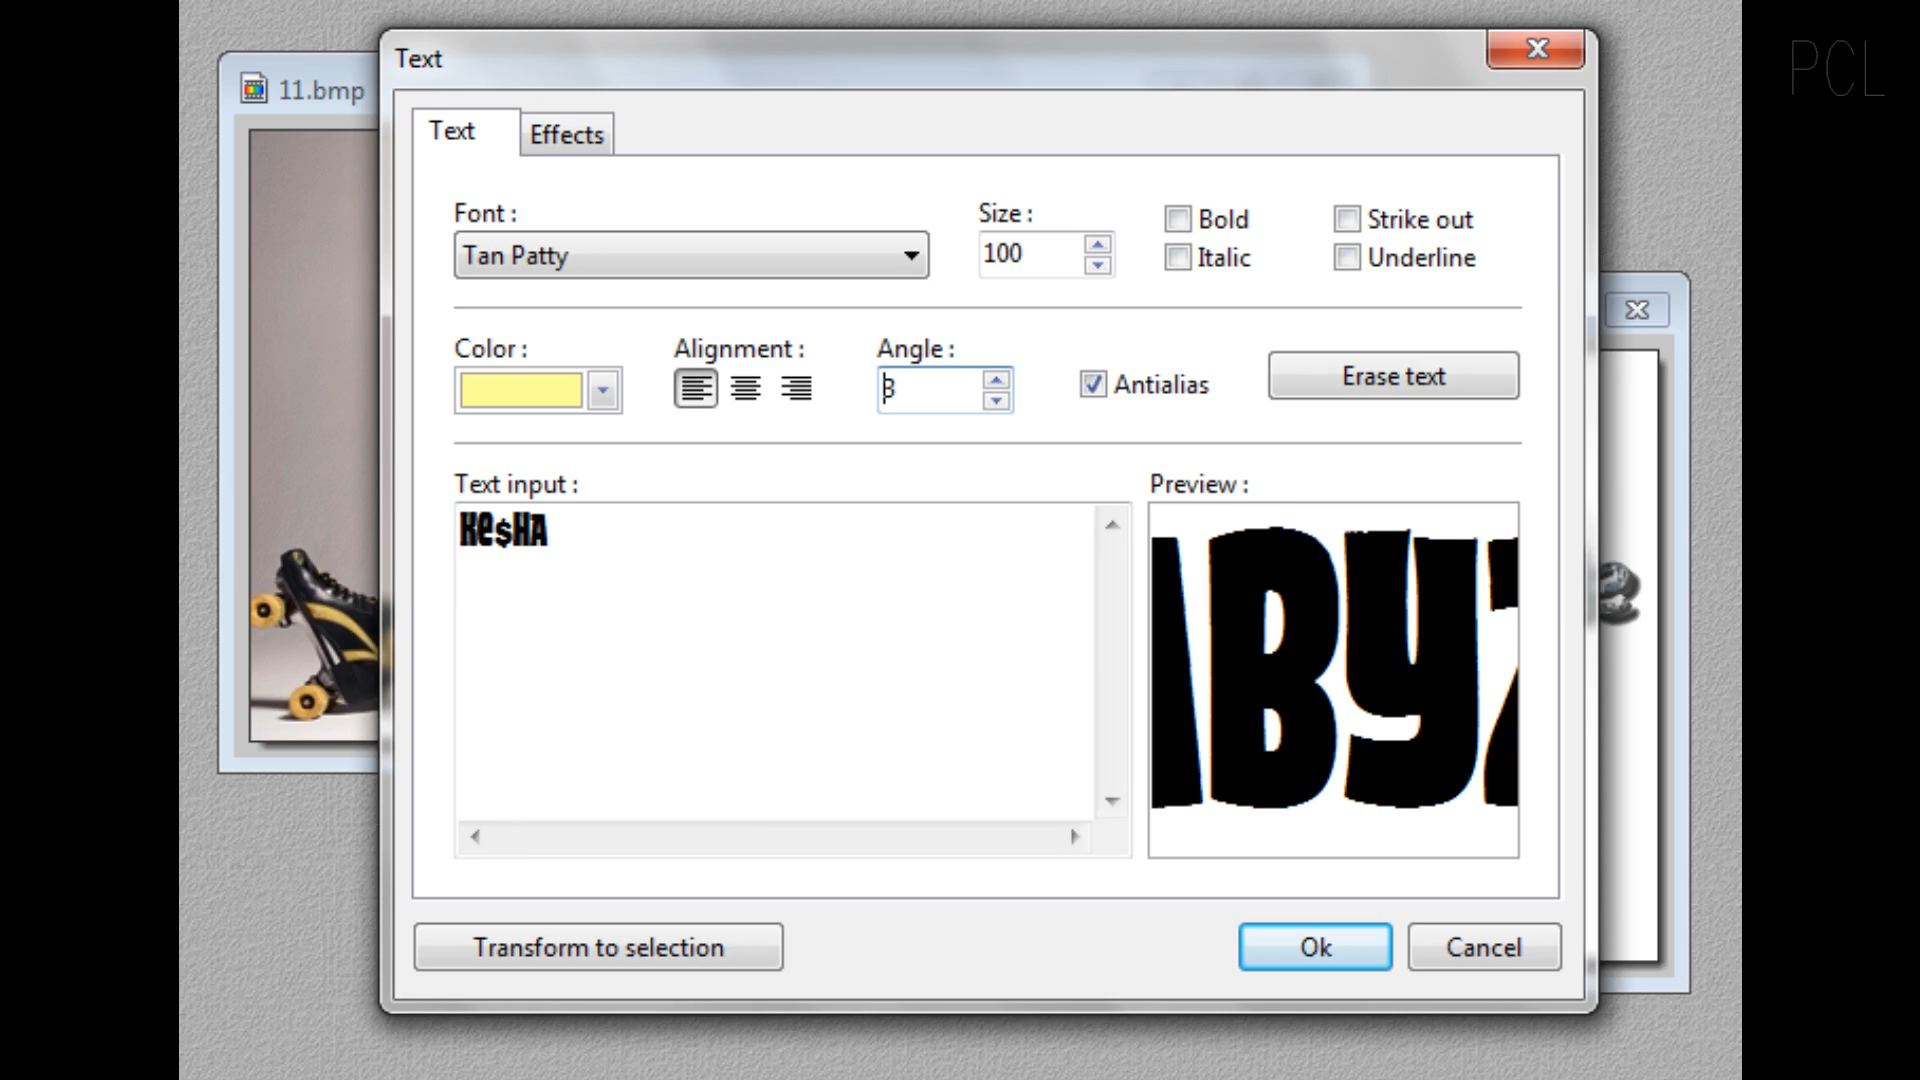 Text
11.bmp
PCL
Text
Effects
Font :
Size :
Bold
Strike out
Tan Patty
100
Italic
Underline
Color :
Alignment :
Angle :
3
Antialias
Erase text
Text input :
Preview :
Ke$HA
ABYZ
Transform to selection
Ok
Cancel